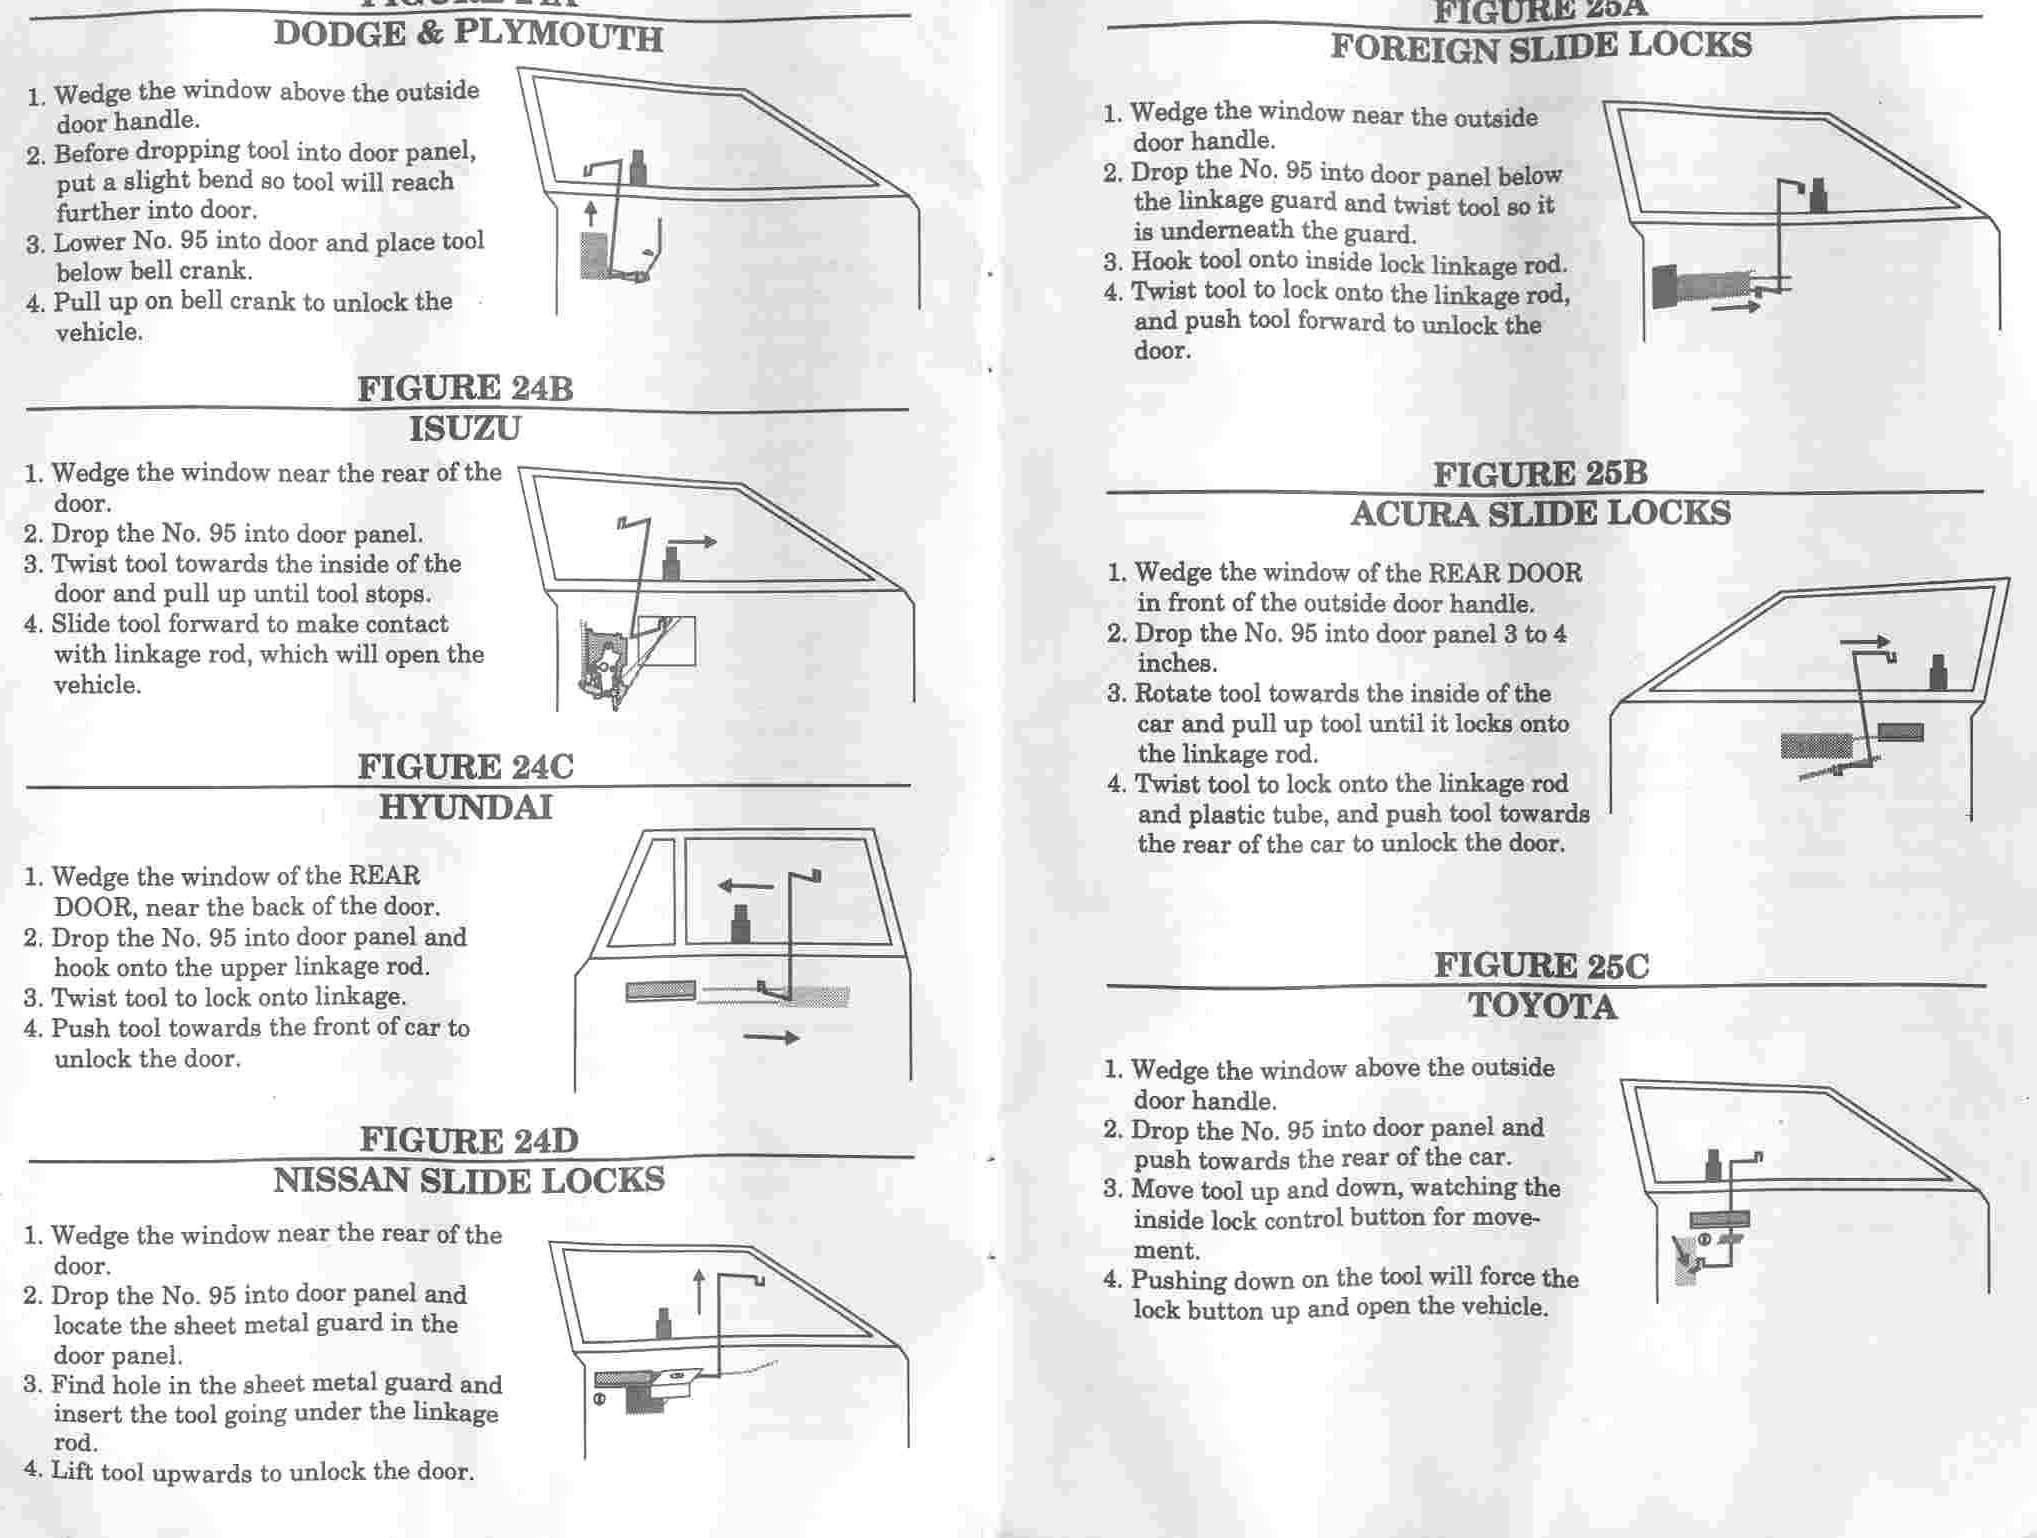 DODGE & PLYMOUTH
1. Wedge the window above the outside
door handle.
2. Before dropping tool into door panel,
put a slight bend so tool will reach
further into door.
3. Lower No. 95 into door and place tool
below bell crank.
4. Pull up on bell crank to unlock the
vehicle.
FIGURE 24B
ISUZU
1. Wedge the window near the rear of the
door.
2. Drop the No. 95 into door panel.
3. Twist tool towards the inside of the
door and pull up until tool stops.
4. Slide tool forward to make contact
with linkage rod, which will open the
vehicle.
FIGURE 24C
HYUNDAI
1. Wedge the window of the REAR
DOOR, near the back of the door.
2. Drop the No. 95 into door panel and
hook onto the upper linkage rod.
3. Twist tool to lock onto linkage.
4. Push tool towards the front of car to
unlock the door.
FIGURE 24D
NISSAN SLIDE LOCKS
1. Wedge the window near the rear of the
door.
2. Drop the No. 95 into door panel and
locate the sheet metal guard in the
door panel.
3. Find hole in the sheet metal guard and
insert the tool going under the linkage
rod.
4. Lift tool upwards to unlock the door.
FIGURE 25A
FOREIGN SLIDE LOCKS
1. Wedge the window near the outside
door handle.
2. Drop the No. 95 into door panel below
the linkage guard and twist tool so it
is underneath the guard.
3. Hook tool onto inside lock linkage rod.
4. Twist tool to lock onto the linkage rod,
and push tool forward to unlock the
door.
FIGURE 25B
ACURA SLIDE LOCKS
1. Wedge the window of the REAR DOOR
in front of the outside door handle.
2. Drop the No. 95 into door panel 3 to 4
inches.
3. Rotate tool towards the inside of the
car and pull up tool until it locks onto
the linkage rod.
4. Twist tool to lock onto the linkage rod
and plastic tube, and push tool towards
the rear of the car to unlock the door.
FIGURE 25C
TOYOTA
1. Wedge the window above the outside
door handle.
2. Drop the No. 95 into door panel and
push towards the rear of the car.
3. Move tool up and down, watching the
inside lock control button for move-
ment.
4. Pushing down on the tool will force the
lock button up and open the vehicle.